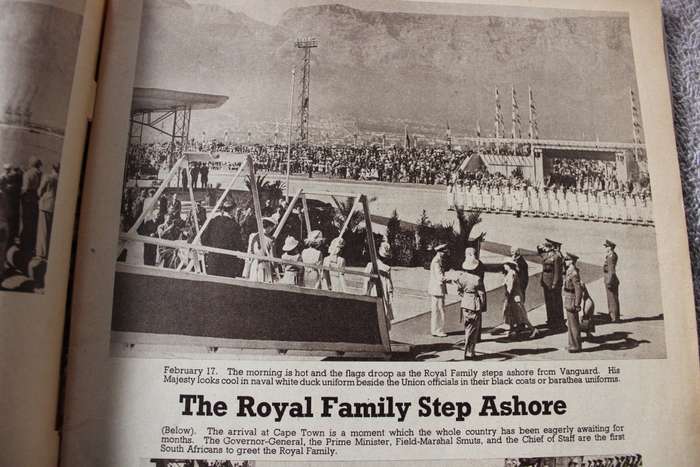 February 17. The morning is hot and the flags droop as the Royal Family steps ashore from Vanguard. His
Majesty looks cool in naval white duck uniform beside the Union officials in their black coats or barathea uniforms.
The Royal Family Step Ashore
(Below). The arrival at Cape Town is a moment which the whole country has been eagerly awaiting for
months. The Governor-General, the Prime Minister, Field-Marshal Smuts, and the Chief of Staff are the first
South Africans to greet the Royal Family.